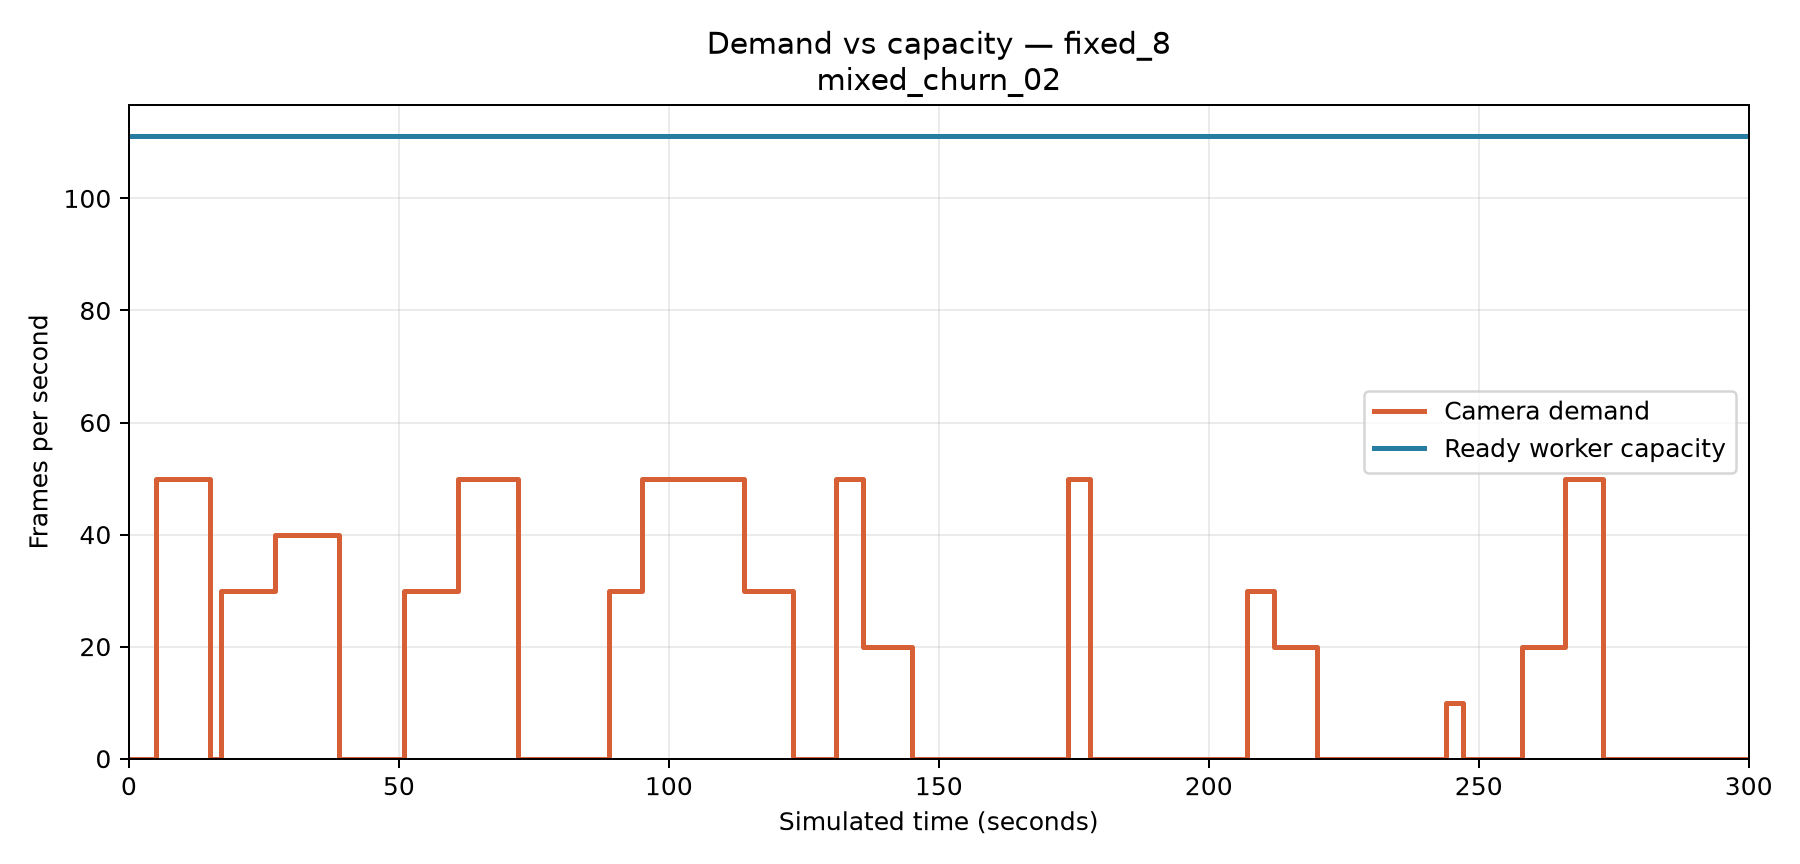 Demand vs capacity — fixed_8
mixed_churn_02
Frames per second
100
80
60
40
20
0
Camera demand
Ready worker capacity
0 50 100 150 200 250 300
Simulated time (seconds)